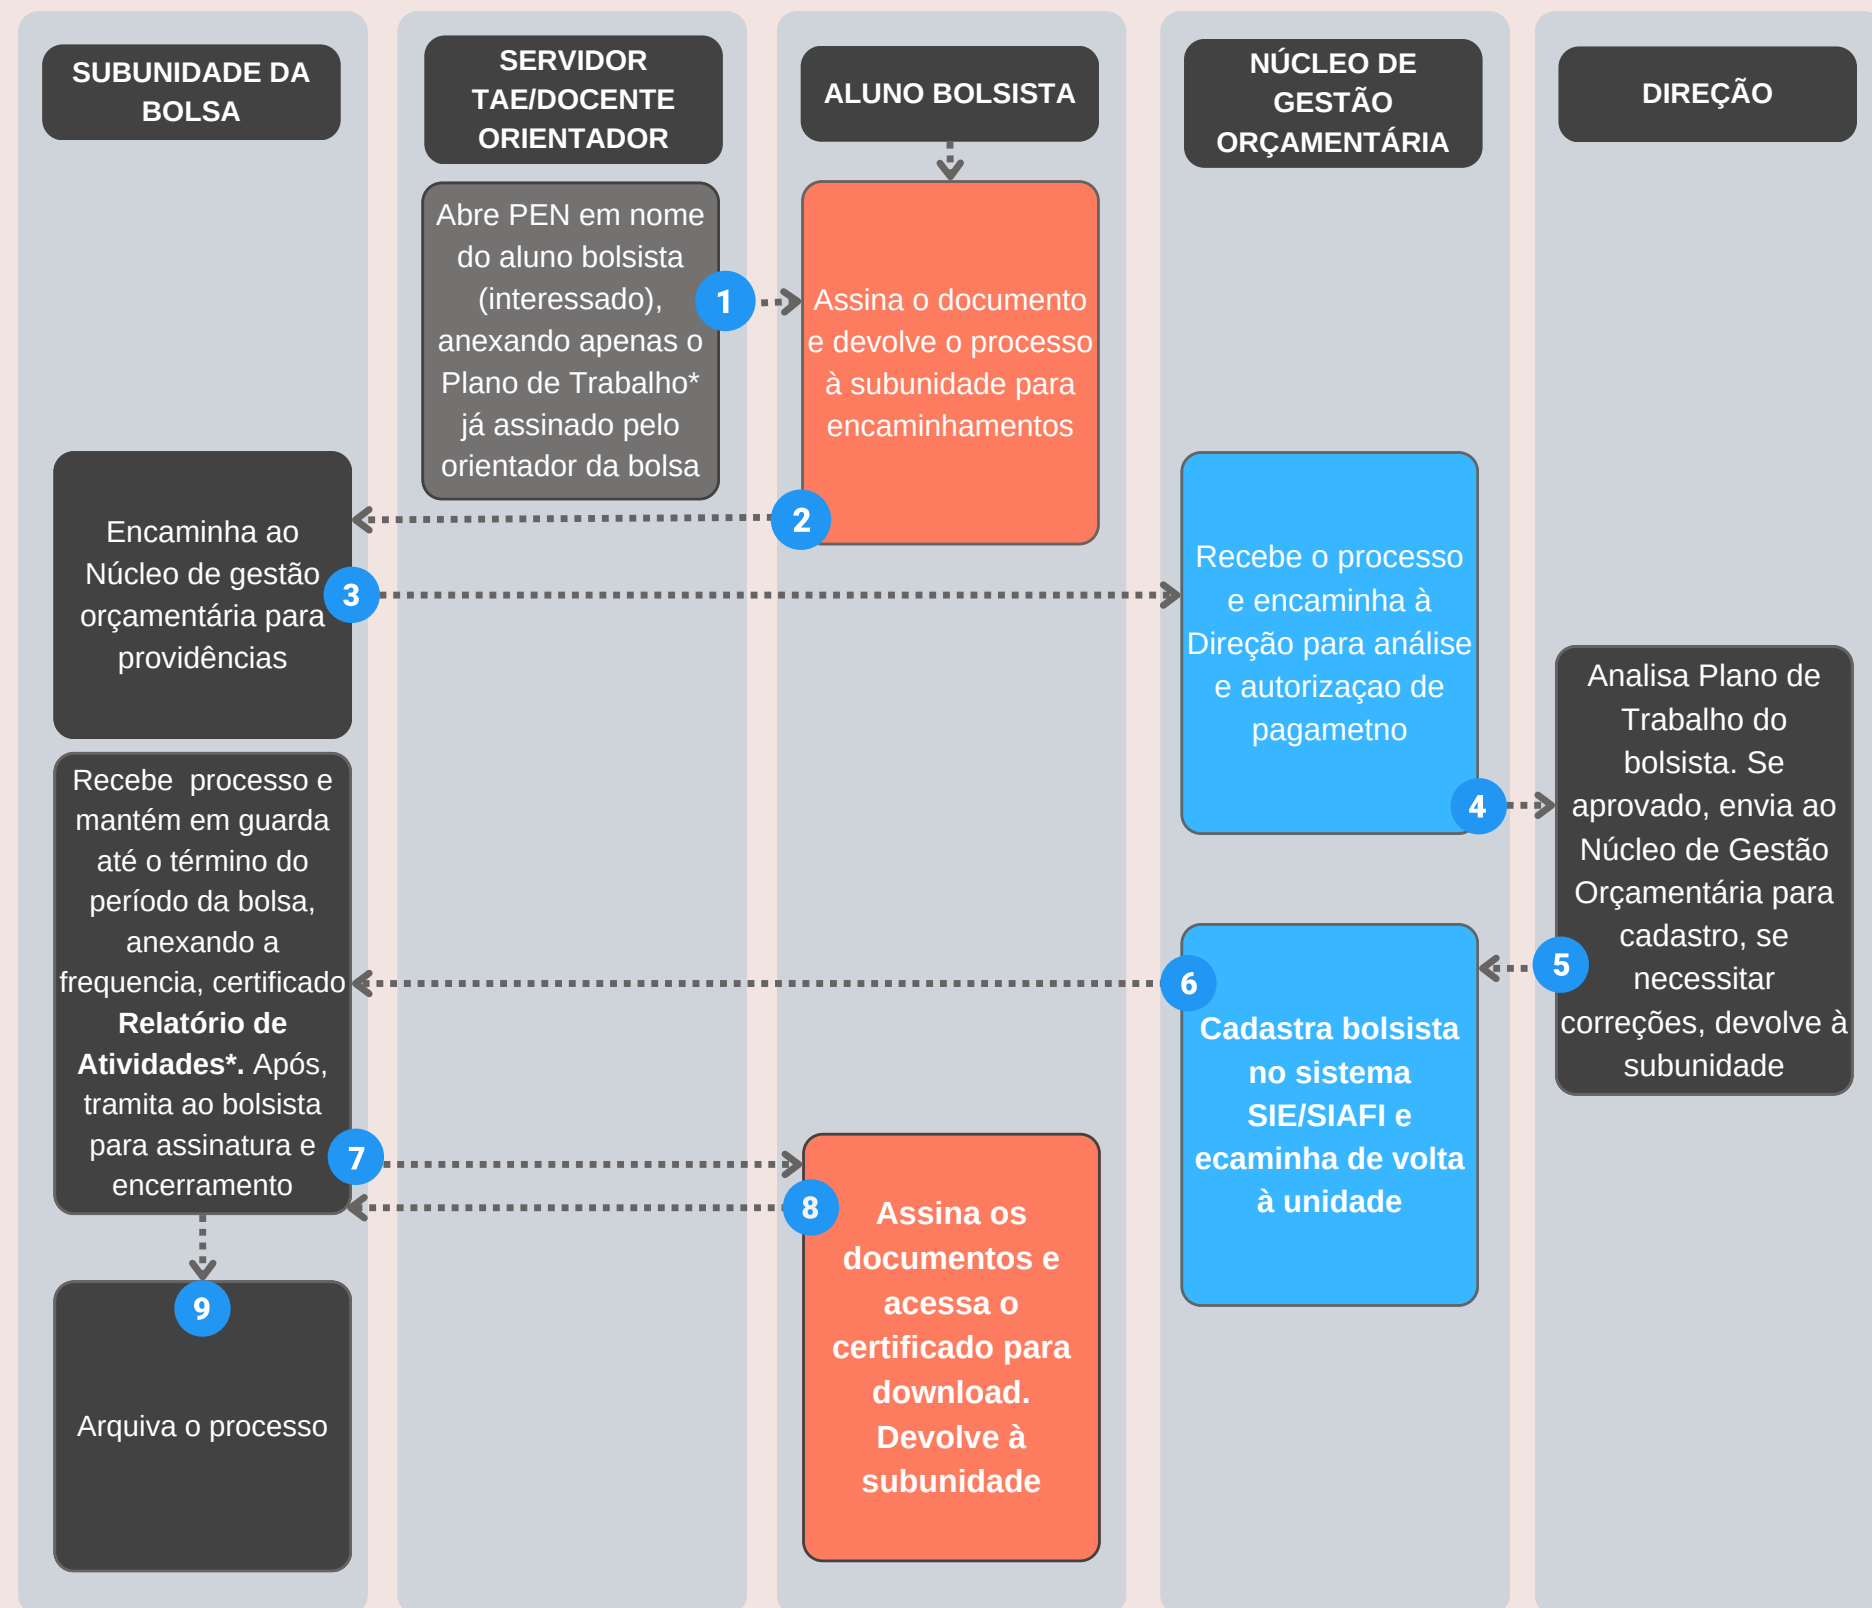 SUBUNIDADE DA
BOLSA
SERVIDOR
TAE/DOCENTE
ORIENTADOR
ALUNO BOLSISTA
NÚCLEO DE
GESTÃO
ORÇAMENTÁRIA
DIREÇÃO
Abre PEN em nome
do aluno bolsista
(interessado),
anexando apenas o
Plano de Trabalho*
já assinado pelo
orientador da bolsa
1
Assina o documento
e devolve o processo
à subunidade para
encaminhamentos
2
Encaminha ao
Núcleo de gestão
orçamentária para
providências
3
Recebe o processo
e encaminha à
Direção para análise
e autorizaçao de
pagametno
4
Analisa Plano de
Trabalho do
bolsista. Se
aprovado, envia ao
Núcleo de Gestão
Orçamentária para
cadastro, se
necessitar
correções, devolve à
subunidade
5
6
Cadastra bolsista
no sistema
SIE/SIAFI e
ecaminha de volta
à unidade
Recebe  processo e
mantém em guarda
até o término do
período da bolsa,
anexando a
frequencia, certificado
Relatório de
Atividades*. Após,
tramita ao bolsista
para assinatura e
encerramento
7
8
Assina os
documentos e
acessa o
certificado para
download.
Devolve à
subunidade
9
Arquiva o processo